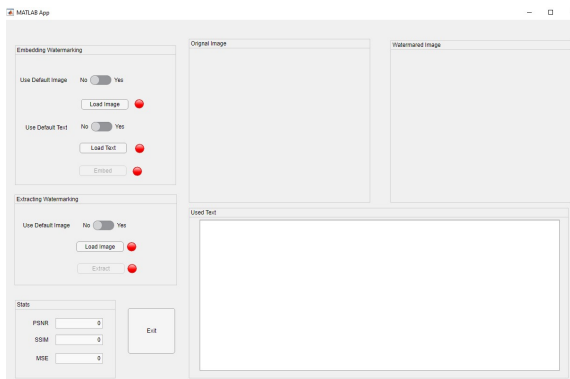 MATLAB App
Embedding Watermarking
Use Default Image No Yes
Load Image
Use Default Text No Yes
Load Text
Embed
Extracting Watermarking
Use Default Image No Yes
Load Image
Extract
Stats
PSNR 0
SSIM 0
MSE 0
Exit
Orignal Image
Watermared Image
Used Text